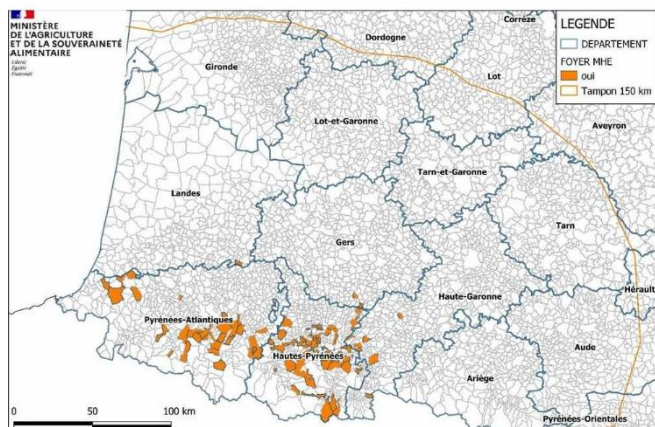 MINISTÈRE
DE L'AGRICULTURE
ET DE LA SOUVERAINETÉ
ALIMENTAIRE
Liberté
Égalité
Fraternité
LEGENDE
DEPARTEMENT
FOYER MHE
oui
Tampon 150 km
Corrèze
Dordogne
Gironde
Lot
Lot-et-Garonne
Aveyron
Tarn-et-Garonne
Landes
Tarn
Gers
Hérault
Haute-Garonne
Pyrénées-Atlantiques
Aude
Hautes-Pyrénées
Ariège
Pyrénées-Orientales
0 50 100 km